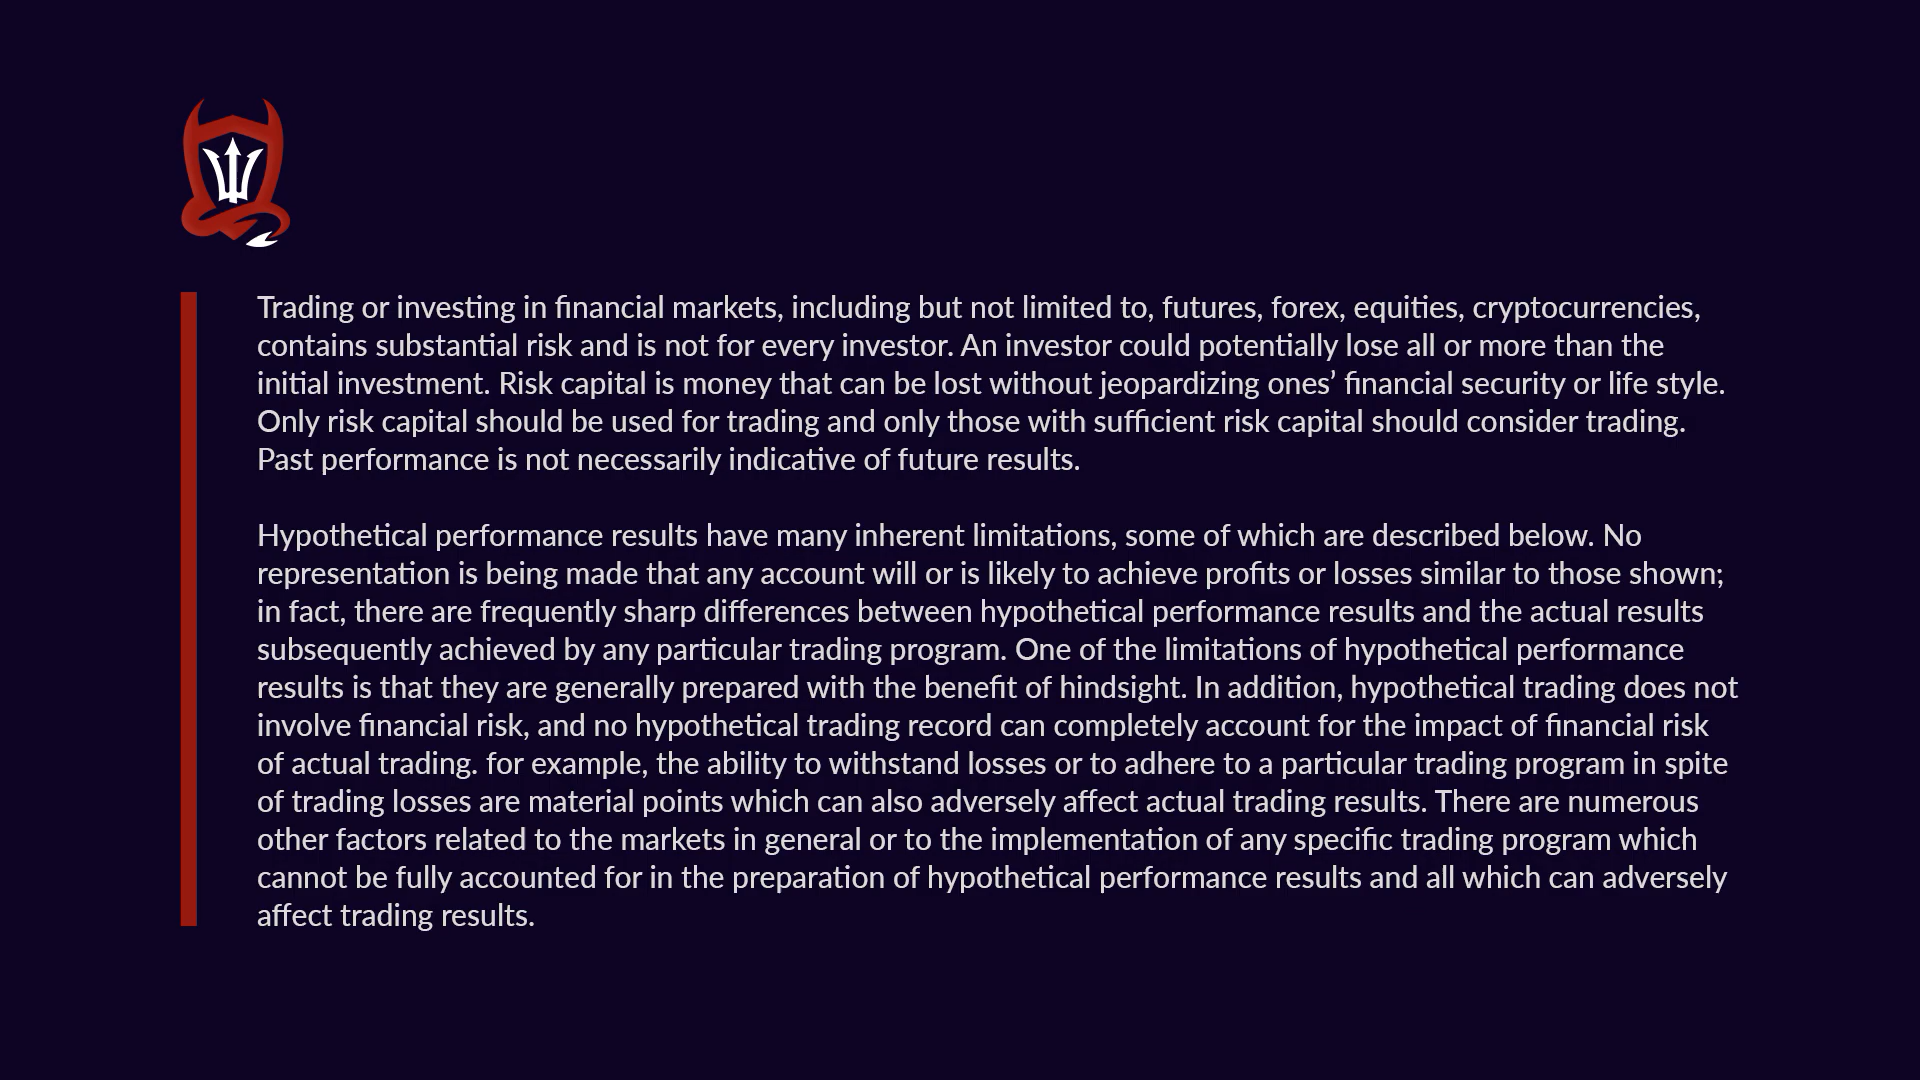 Trading or investing in financial markets, including but not limited to, futures, forex, equities, cryptocurrencies,
contains substantial risk and is not for every investor. An investor could potentially lose all or more than the
initial investment. Risk capital is money that can be lost without jeopardizing ones’ financial security or life style.
Only risk capital should be used for trading and only those with sufficient risk capital should consider trading.
Past performance is not necessarily indicative of future results.
Hypothetical performance results have many inherent limitations, some of which are described below. No
representation is being made that any account will or is likely to achieve profits or losses similar to those shown;
in fact, there are frequently sharp differences between hypothetical performance results and the actual results
subsequently achieved by any particular trading program. One of the limitations of hypothetical performance
results is that they are generally prepared with the benefit of hindsight. In addition, hypothetical trading does not
involve financial risk, and no hypothetical trading record can completely account for the impact of financial risk
of actual trading. for example, the ability to withstand losses or to adhere to a particular trading program in spite
of trading losses are material points which can also adversely affect actual trading results. There are numerous
other factors related to the markets in general or to the implementation of any specific trading program which
cannot be fully accounted for in the preparation of hypothetical performance results and all which can adversely
affect trading results.